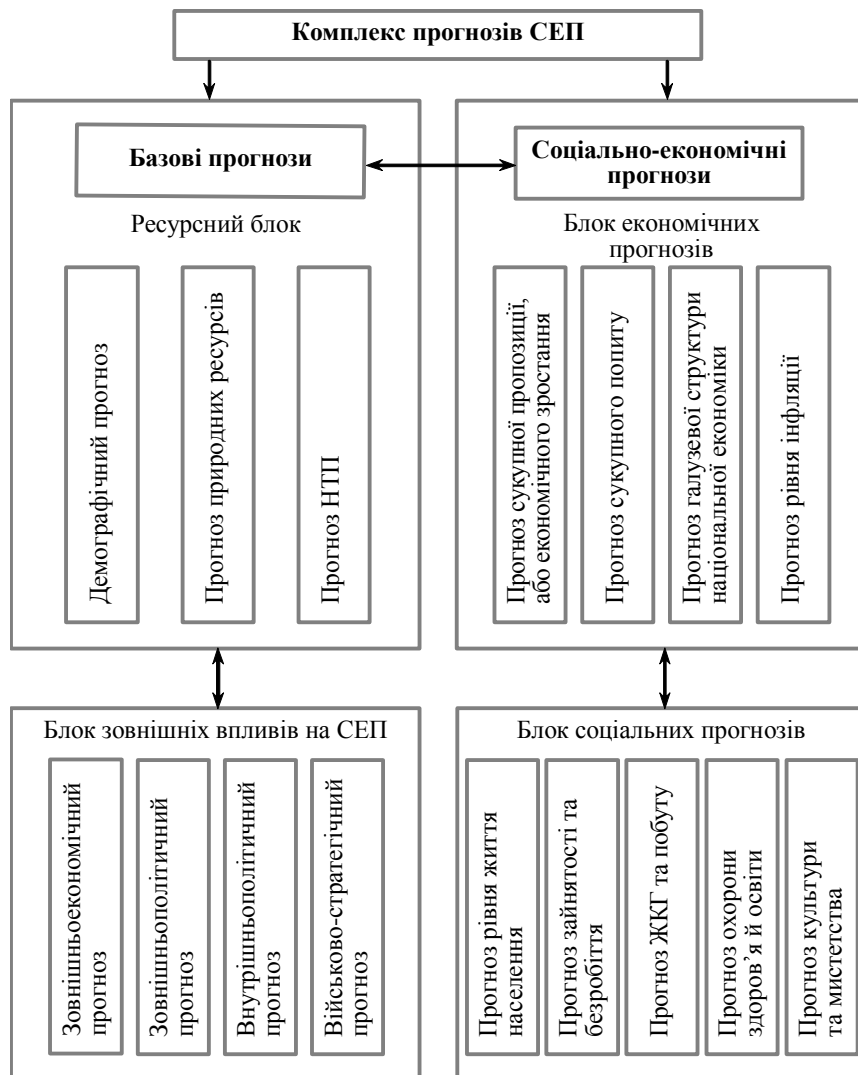 Комплекс прогнозів СЕП
Базові прогнози
Ресурсний блок
Демографічний прогноз
Прогноз природних ресурсів
Прогноз НТП
Соціально-економічні
прогнози
Блок економічних
прогнозів
Прогноз сукупної пропозиції,
або економічного зростання
Прогноз сукупного попиту
Прогноз галузевої структури
національної економіки
Прогноз рівня інфляції
Блок зовнішніх впливів на СЕП
Зовнішньоекономічний
прогноз
Зовнішньополітичний
прогноз
Внутрішньополітичний
прогноз
Військово-стратегічний
прогноз
Блок соціальних прогнозів
Прогноз рівня життя
населення
Прогноз зайнятості та
безробіття
Прогноз ЖКГ та побуту
Прогноз охорони
здоров’я й освіти
Прогноз культури
та мистетства